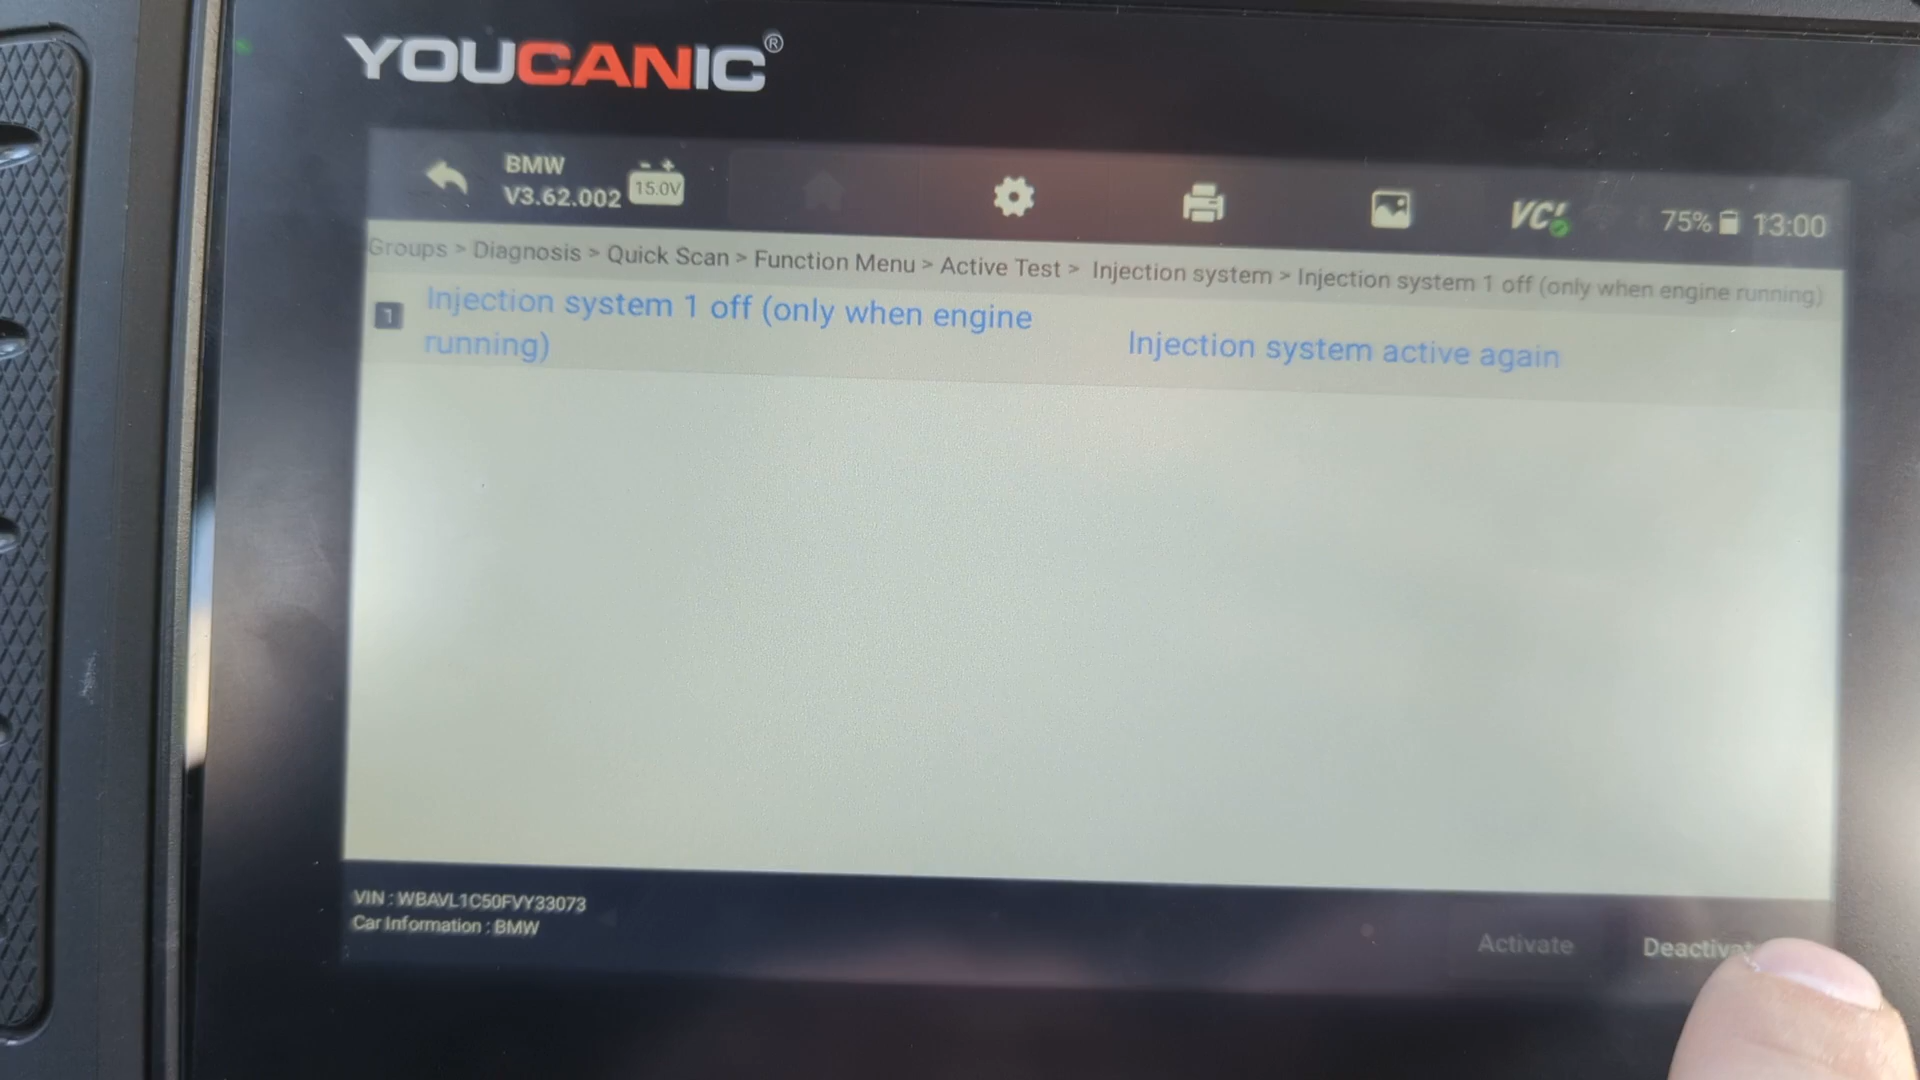 YOUCANIC®
BMW
V3.62.002
- +
15.0V
VCI
75%
13:00
Groups > Diagnosis > Quick Scan > Function Menu > Active Test > Injection system > Injection system 1 off (only when engine running)
1
Injection system 1 off (only when engine
running)
Injection system active again
VIN : WBAVL1C50FVY33073
Car Information : BMW
Activate
Deactivat